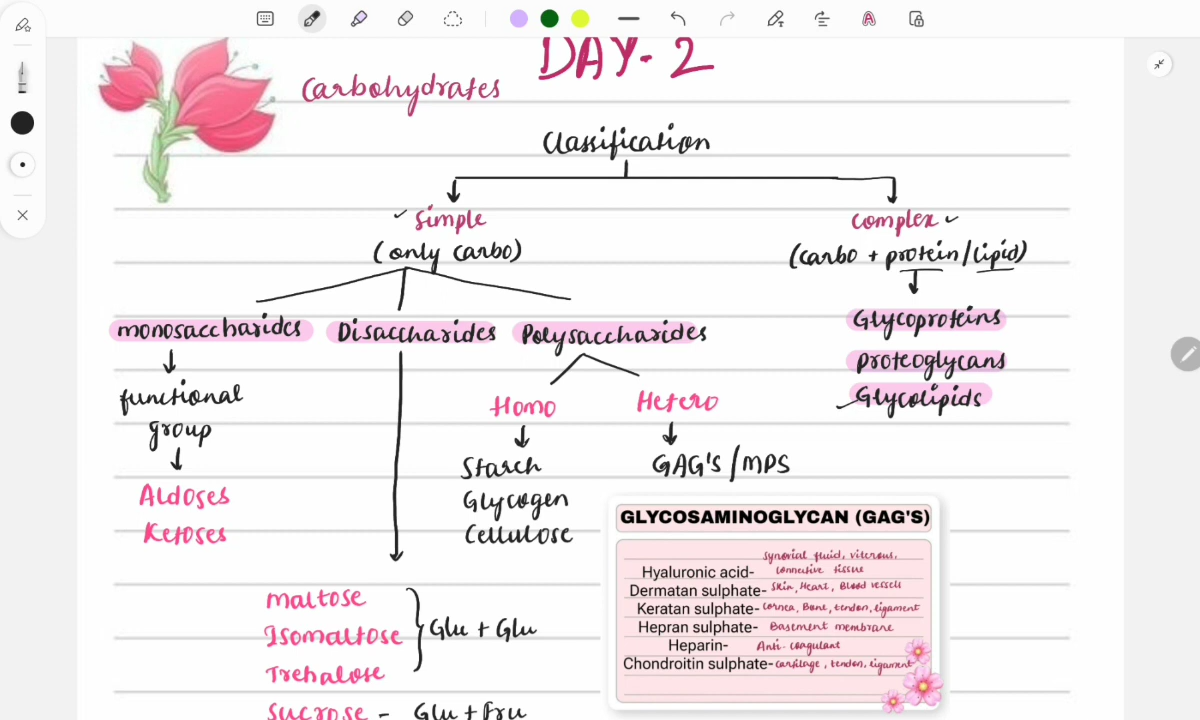 DAY-2
Carbohydrates
Classification
Simple
(only carbo)
Complex
(carbo + protein/lipid)
monosaccharides
Disaccharides
Polysaccharides
Glycoproteins
Proteoglycans
Glycolipids
functional
group
Aldoses
Ketoses
Homo
Starch
Glycogen
Cellulose
Hetero
GAG'S/MPS
Maltose
Isomaltose
Trehalose
Glu + Glu
Sucrose - Glu + Fru
GLYCOSAMINOGLYCAN (GAG'S)
Hyaluronic acid- Synovial fluid, viterous,
connective tissue
Dermatan sulphate- Skin, Heart, Blood vessell
Keratan sulphate- Cornea, Bone, tendon, ligament
Hepran sulphate- Basement membrane
Heparin- Anti-coagulant
Chondroitin sulphate- cartilage, tendon, ligament